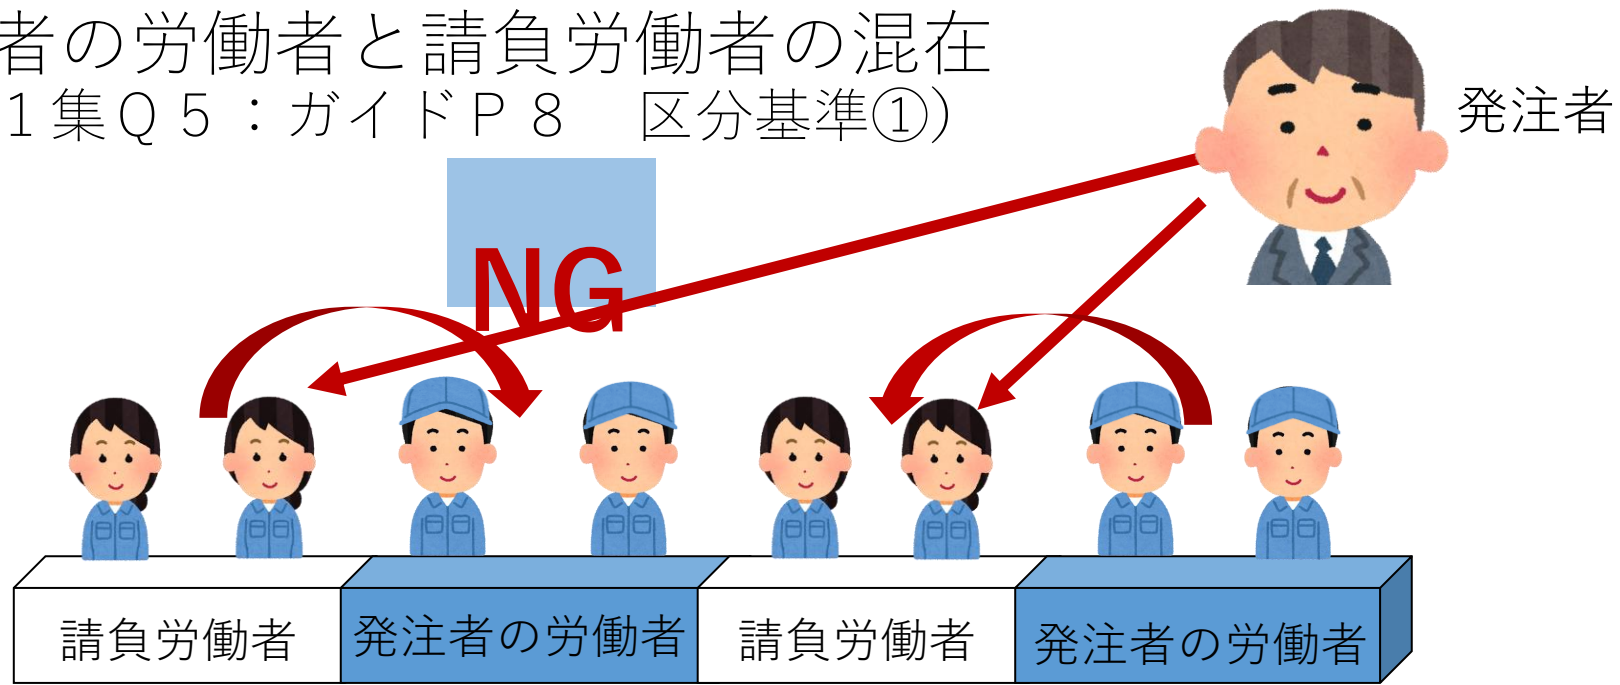 者の労働者と請負労働者の混在
１集Ｑ５：ガイドＰ８　区分基準①）
発注者
NG
請負労働者
発注者の労働者
請負労働者
発注者の労働者